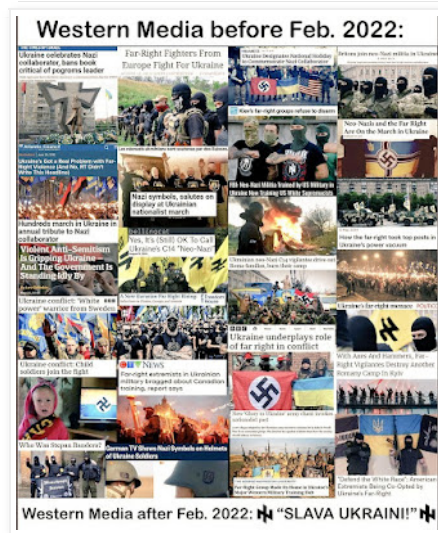 Western Media before Feb. 2022:
Ukraine celebrates Nazi
collaborator, bans book
critical of pogroms leader
Far-Right Fighters From
Europe Fight For Ukraine
Ukraine Designates National Holiday
to Commemorate Nazi Collaborator
Kiev's far-right groups refuse to disarm
Neo-Nazis and the Far Right
Are On the March in Ukraine
Ukraine's Got a Real Problem with Far-
Right Violence (And No, RT Didn't
Write This Headline)
Nazi symbols, salutes on
display at Ukrainian
nationalist march
FBI: Neo-Nazi Militia Trained by US Military in
Ukraine Now Training US White Supremacists
Hundreds march in Ukraine in
annual tribute to Nazi
collaborator
bellingcat
Yes, It's (Still) OK To Call
Ukraine's C14 "Neo-Nazi"
How the far-right took top posts in
Ukraine's power vacuum
Violent Anti-Semitism
Is Gripping Ukraine —
And The Government Is
Standing Idly By
Ukraine conflict: 'White
power' warrior from Sweden
Ukraine's far-right menace
BBC
Ukraine underplays role
of far right in conflict
Ukraine conflict: Child
soldiers join the fight
NEWS
Far-right extremists in Ukrainian
military bragged about Canadian
training, report says
With Axes And Hammers, Far-
Right Vigilantes Destroy Another
Romany Camp In Kyiv
Who Was Stepan Bandera?
German TV Shows Nazi Symbols on Helmets
of Ukraine Soldiers
"Defend the White Race": American
Extremists Being Co-Opted by
Ukraine's Far-Right
Western Media after Feb. 2022: "SLAVA UKRAINI!"